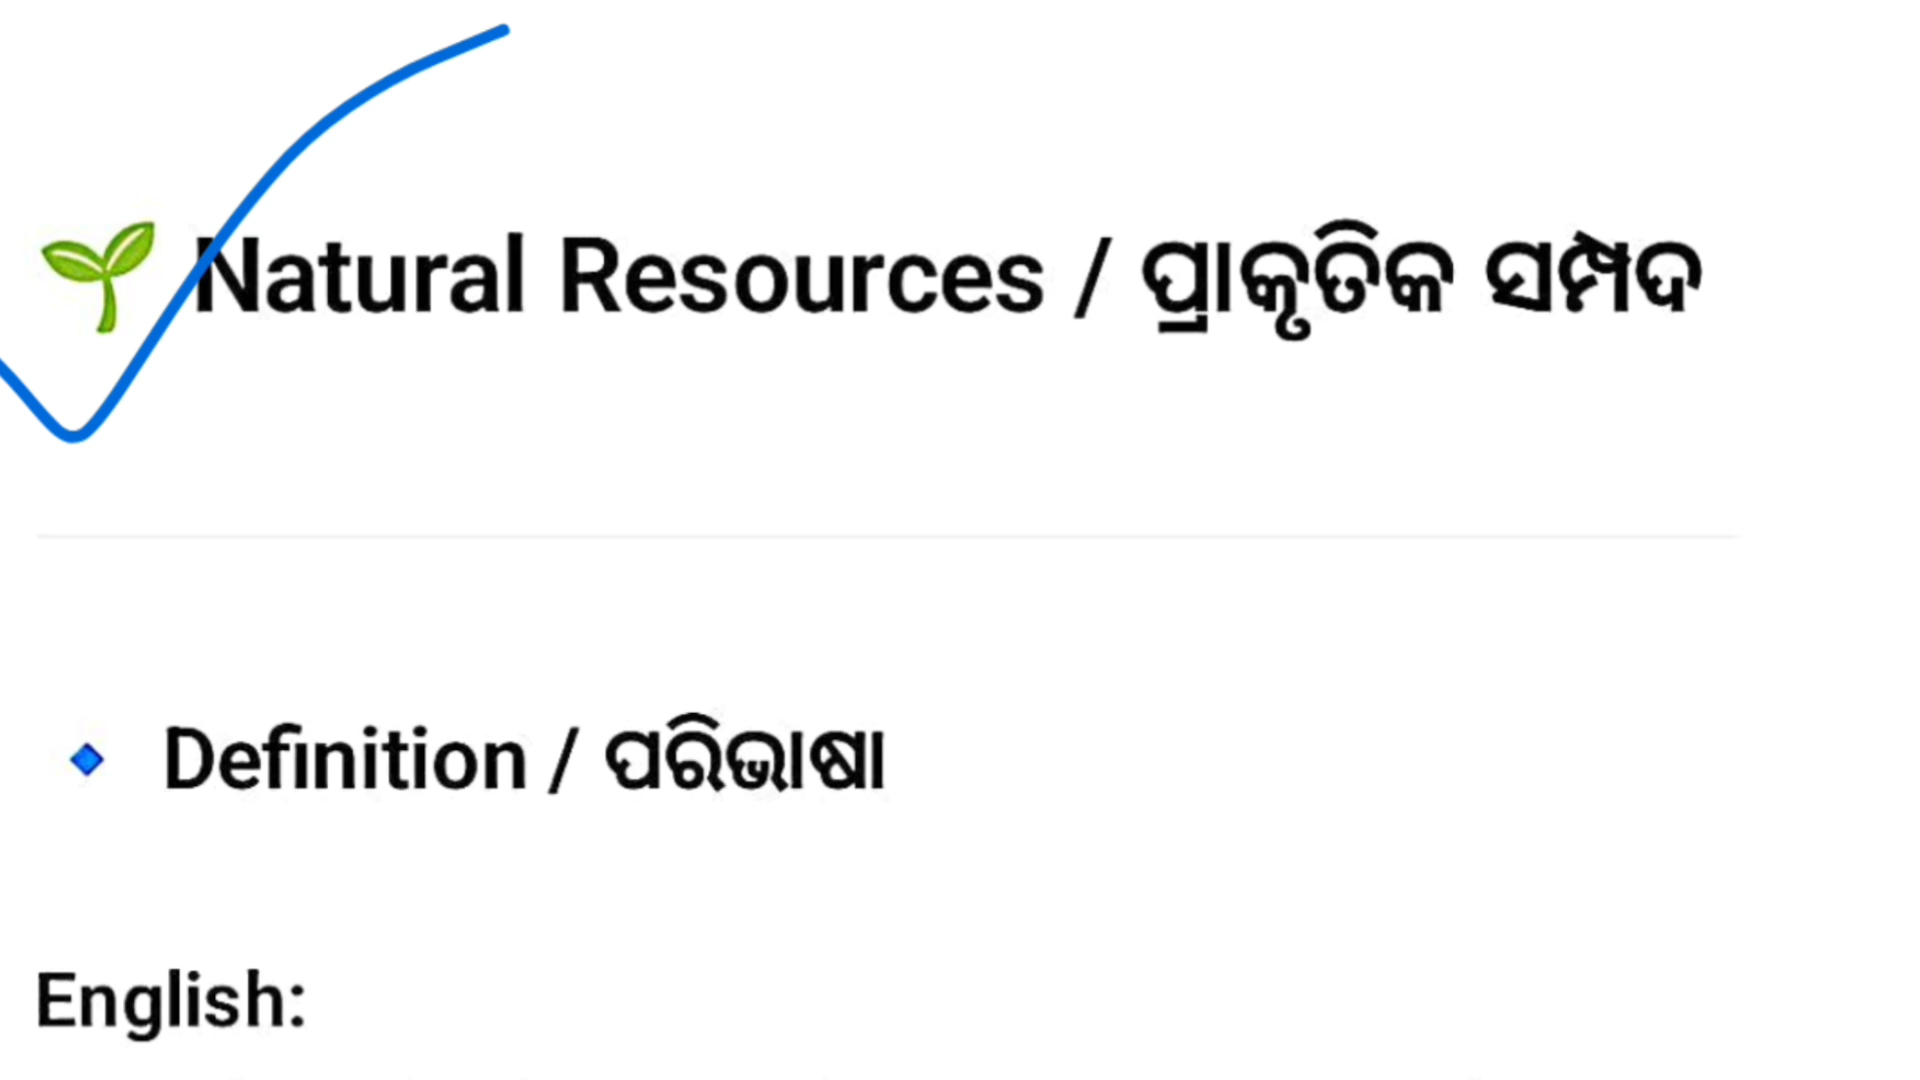 🌱 Natural Resources / ପ୍ରାକୃତିକ ସମ୍ପଦ
🔹 Definition / ପରିଭାଷା
English: